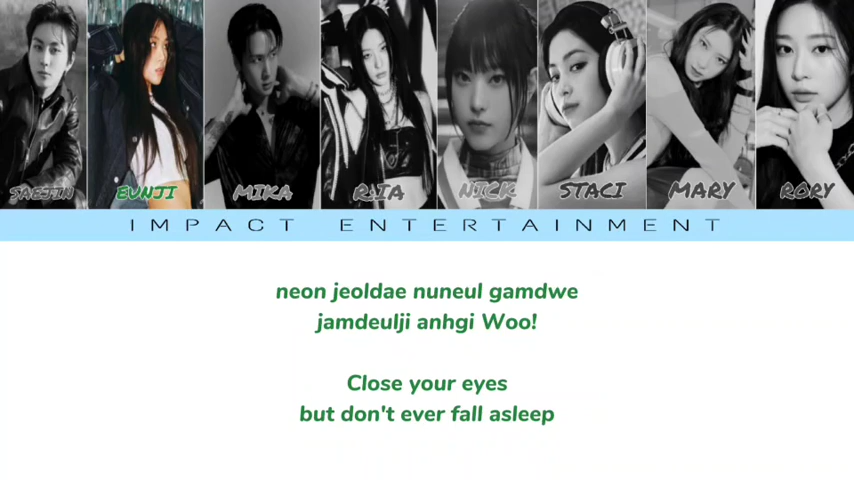 SAEJIN
EUNJI
MIKA
R:IA
NICK
STACI
MARY
RORY
IMPACT ENTERTAINMENT
neon jeoldae nuneul gamdwe
jamdeulji anhgi Woo!
Close your eyes
but don't ever fall asleep